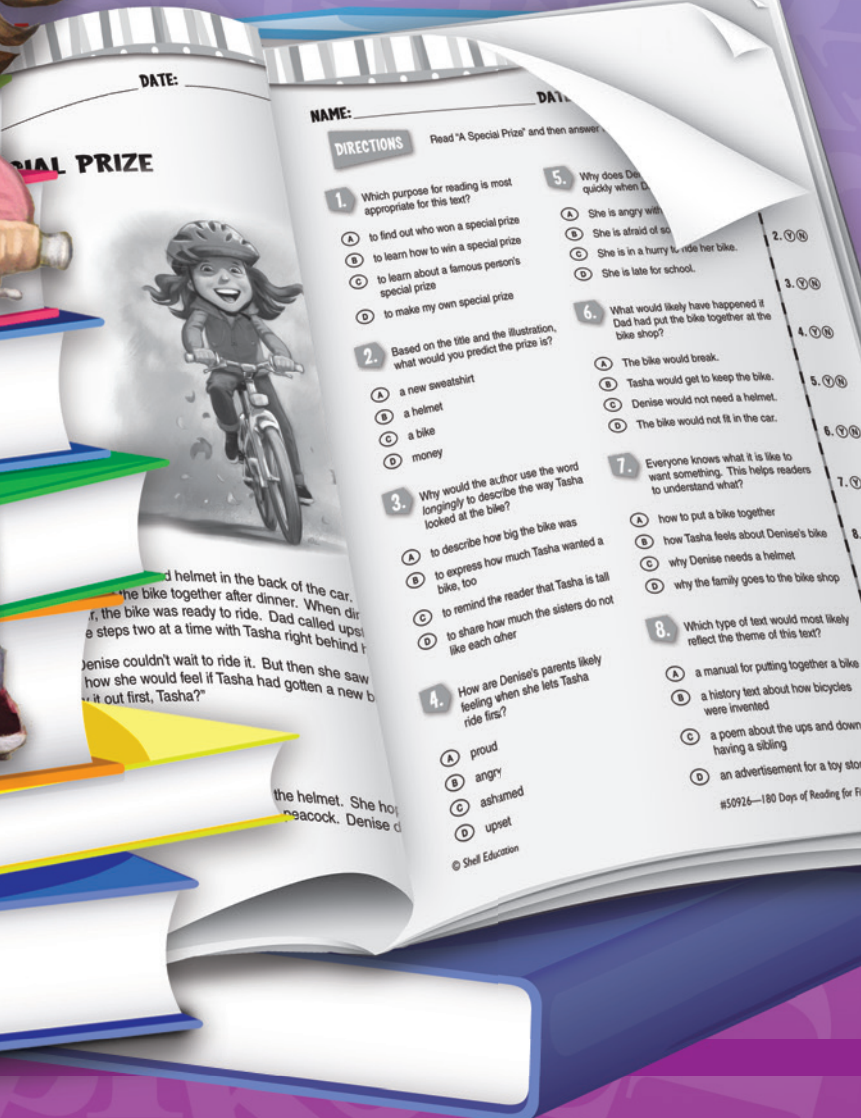 DATE:
CIAL PRIZE
d helmet in the back of the car.
the bike together after dinner. When
the bike was ready to ride. Dad called
e steps two at a time with Tasha right behind
Denise couldn't wait to ride it. But then she saw
how she would feel if Tasha had gotten a new
it out first, Tasha?"
the helmet. She
peacock. Denise
NAME:
DIRECTIONS
Read "A Special Prize" and then answer
1. Which purpose for reading is most
appropriate for this text?
A to find out who won a special prize
B to learn how to win a special prize
C to learn about a famous person's
special prize
D to make my own special prize
2. Based on the title and the illustration,
what would you predict the prize is?
A a new sweatshirt
B a helmet
C a bike
D money
3. Why would the author use the word
longingly to describe the way Tasha
looked at the bike?
A to describe how big the bike was
B to express how much Tasha wanted a
bike, too
C to remind the reader that Tasha is tall
D to share how much the sisters do not
like each other
4. How are Denise's parents likely
feeling when she lets Tasha
ride first?
A proud
B angry
C ashamed
D upset
© Shell Education
5. Why does
quickly when
A She is angry with
B She is afraid of
C She is in a hurry to ride her bike.
D She is late for school.
6. What would likely have happened if
Dad had put the bike together at the
bike shop?
A The bike would break.
B Tasha would get to keep the bike.
C Denise would not need a helmet.
D The bike would not fit in the car.
7. Everyone knows what it is like to
want something. This helps readers
to understand what?
A how to put a bike together
B how Tasha feels about Denise's bike
C why Denise needs a helmet
D why the family goes to the bike shop
8. Which type of text would most likely
reflect the theme of this text?
A a manual for putting together a bike
B a history text about how bicycles
were invented
C a poem about the ups and down
having a sibling
D an advertisement for a toy
#50926—180 Days of Reading for
2. Y N
3. Y N
4. Y N
5. Y N
6. Y N
7. Y
8.